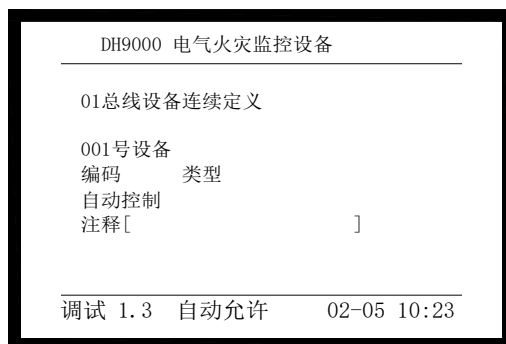 DH9000 电气火灾监控设备
01总线设备连续定义
001号设备
编码 类型
自动控制
注释[ ]
调试 1.3 自动允许 02-05 10:23